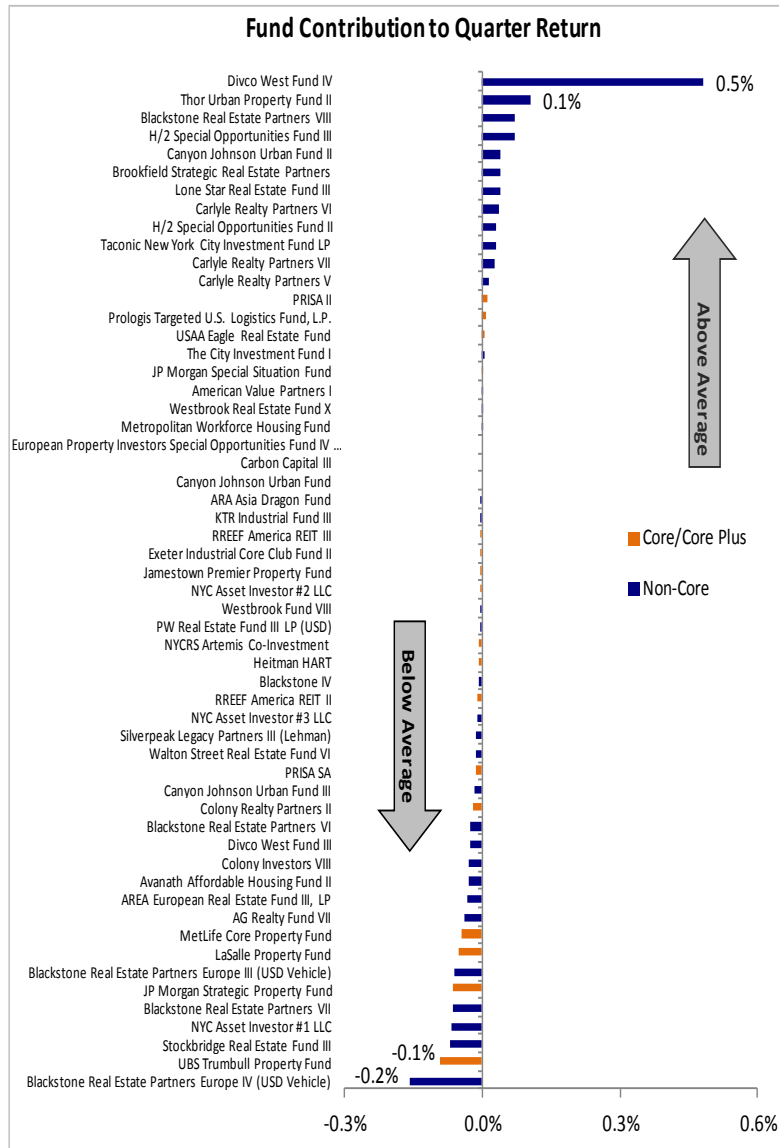 Fund Contribution to Quarter Return
Divco West Fund IV
0.5%
Thor Urban Property Fund II
0.1%
Blackstone Real Estate Partners VIII
H/2 Special Opportunities Fund III
Canyon Johnson Urban Fund II
Brookfield Strategic Real Estate Partners
Lone Star Real Estate Fund III
Carlyle Realty Partners VI
H/2 Special Opportunities Fund II
Taconic New York City Investment Fund LP
Carlyle Realty Partners VII
Carlyle Realty Partners V
PRISA II
Prologis Targeted U.S. Logistics Fund, L.P.
USAA Eagle Real Estate Fund
The City Investment Fund I
JP Morgan Special Situation Fund
American Value Partners I
Westbrook Real Estate Fund X
Metropolitan Workforce Housing Fund
European Property Investors Special Opportunities Fund IV ...
Carbon Capital III
Canyon Johnson Urban Fund
ARA Asia Dragon Fund
KTR Industrial Fund III
RREEF America REIT III
Exeter Industrial Core Club Fund II
Jamestown Premier Property Fund
NYC Asset Investor #2 LLC
Westbrook Fund VIII
PW Real Estate Fund III LP (USD)
NYCRS Artemis Co-Investment
Heitman HART
Blackstone IV
RREEF America REIT II
NYC Asset Investor #3 LLC
Silverpeak Legacy Partners III (Lehman)
Walton Street Real Estate Fund VI
PRISA SA
Canyon Johnson Urban Fund III
Colony Realty Partners II
Blackstone Real Estate Partners VI
Divco West Fund III
Colony Investors VIII
Avanath Affordable Housing Fund II
AREA European Real Estate Fund III, LP
AG Realty Fund VII
MetLife Core Property Fund
LaSalle Property Fund
Blackstone Real Estate Partners Europe III (USD Vehicle)
JP Morgan Strategic Property Fund
Blackstone Real Estate Partners VII
NYC Asset Investor #1 LLC
Stockbridge Real Estate Fund III
UBS Trumbull Property Fund
-0.1%
Blackstone Real Estate Partners Europe IV (USD Vehicle)
-0.2%
Above Average
Below Average
Core/Core Plus
Non-Core
-0.3%
0.0%
0.3%
0.6%